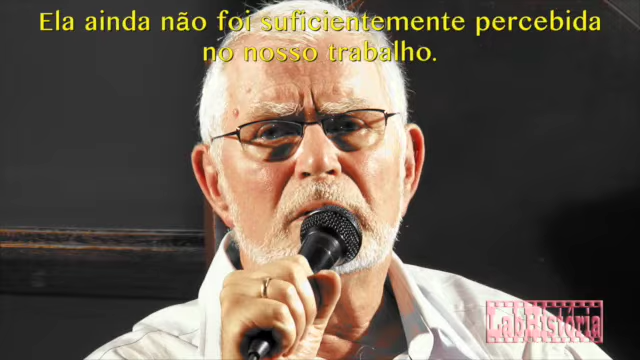 Ela ainda não foi suficientemente percebida
no nosso trabalho.
LabHistória